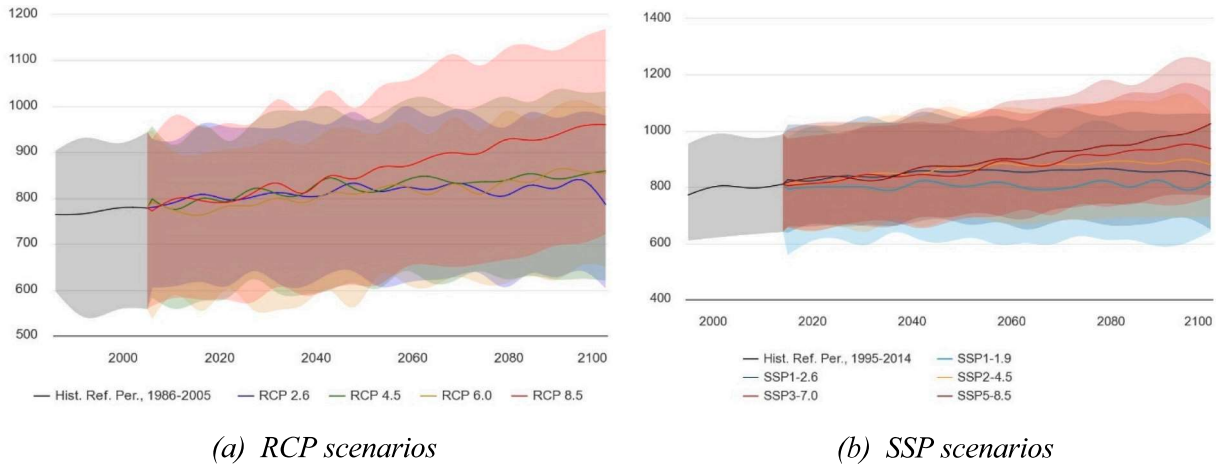 1200
1100
1000
900
800
700
600
500
2000 2020 2040 2060 2080 2100
Hist. Ref. Per., 1986-2005 RCP 2.6 RCP 4.5 RCP 6.0 RCP 8.5
(a) RCP scenarios
1400
1200
1000
800
600
400
2000 2020 2040 2060 2080 2100
Hist. Ref. Per., 1995-2014 SSP1-1.9
SSP1-2.6 SSP2-4.5
SSP3-7.0 SSP5-8.5
(b) SSP scenarios